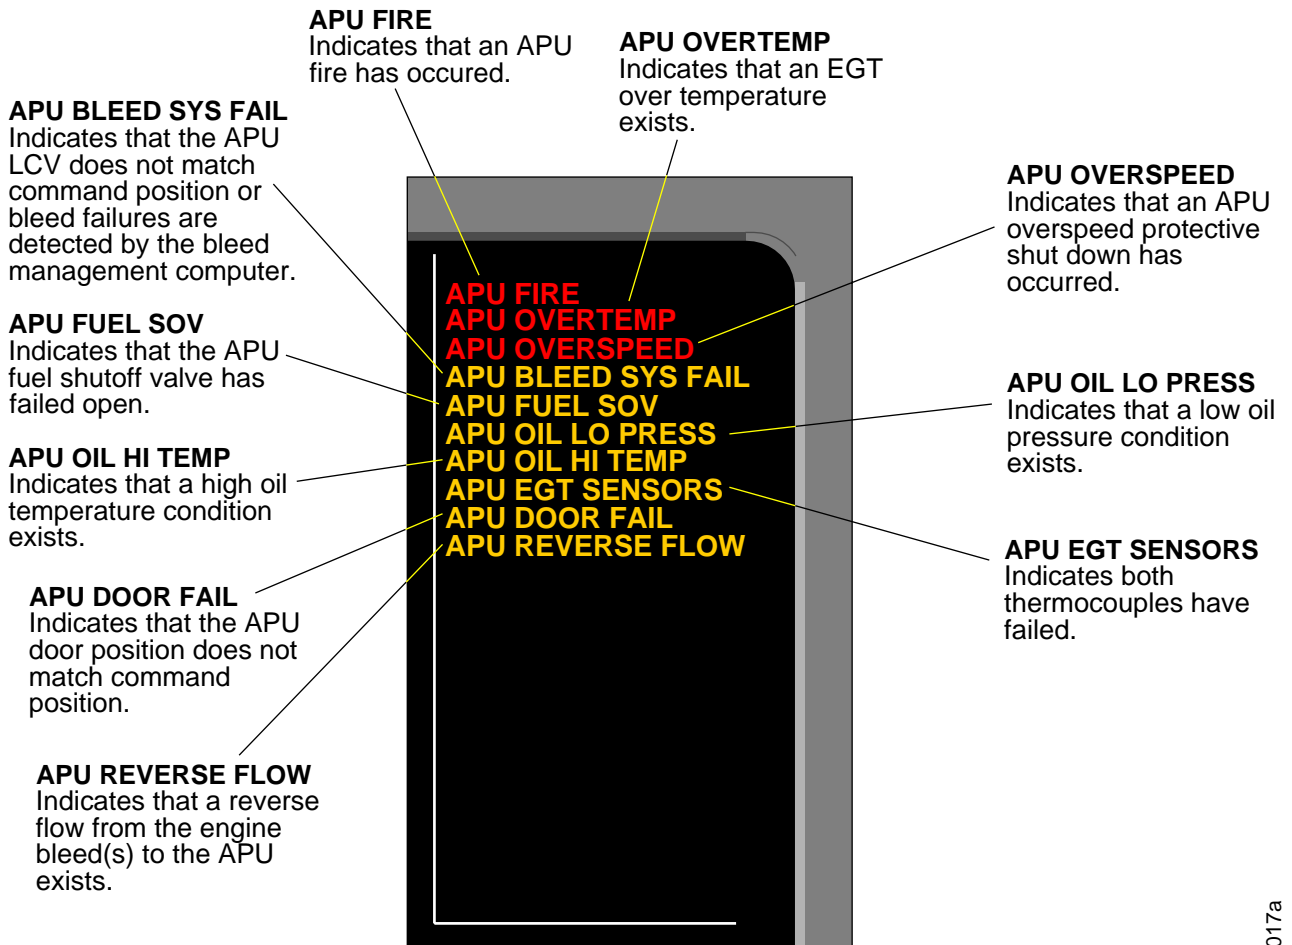 APU FIRE
Indicates that an APU
fire has occured.
APU OVERTEMP
Indicates that an EGT
over temperature
exists.
APU BLEED SYS FAIL
Indicates that the APU
LCV does not match
command position or
bleed failures are
detected by the bleed
management computer.
APU OVERSPEED
Indicates that an APU
overspeed protective
shut down has
occurred.
APU FUEL SOV
Indicates that the APU
fuel shutoff valve has
failed open.
APU OIL LO PRESS
Indicates that a low oil
pressure condition
exists.
APU OIL HI TEMP
Indicates that a high oil
temperature condition
exists.
APU EGT SENSORS
Indicates both
thermocouples have
failed.
APU DOOR FAIL
Indicates that the APU
door position does not
match command
position.
APU REVERSE FLOW
Indicates that a reverse
flow from the engine
bleed(s) to the APU
exists.
APU FIRE
APU OVERTEMP
APU OVERSPEED
APU BLEED SYS FAIL
APU FUEL SOV
APU OIL LO PRESS
APU OIL HI TEMP
APU EGT SENSORS
APU DOOR FAIL
APU REVERSE FLOW
017a